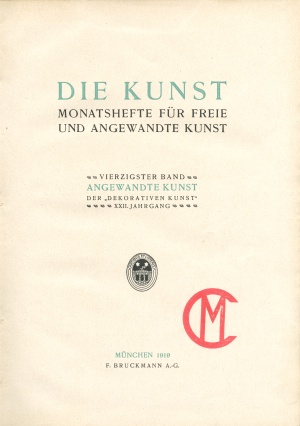 DIE KUNST
MONATSHEFTE FÜR FREIE
UND ANGEWANDTE KUNST
VIERZIGSTER BAND
ANGEWANDTE KUNST
DER „DEKORATIVEN KUNST“
XXII. JAHRGANG
CM
MÜNCHEN 1919
F. BRUCKMANN A.-G.